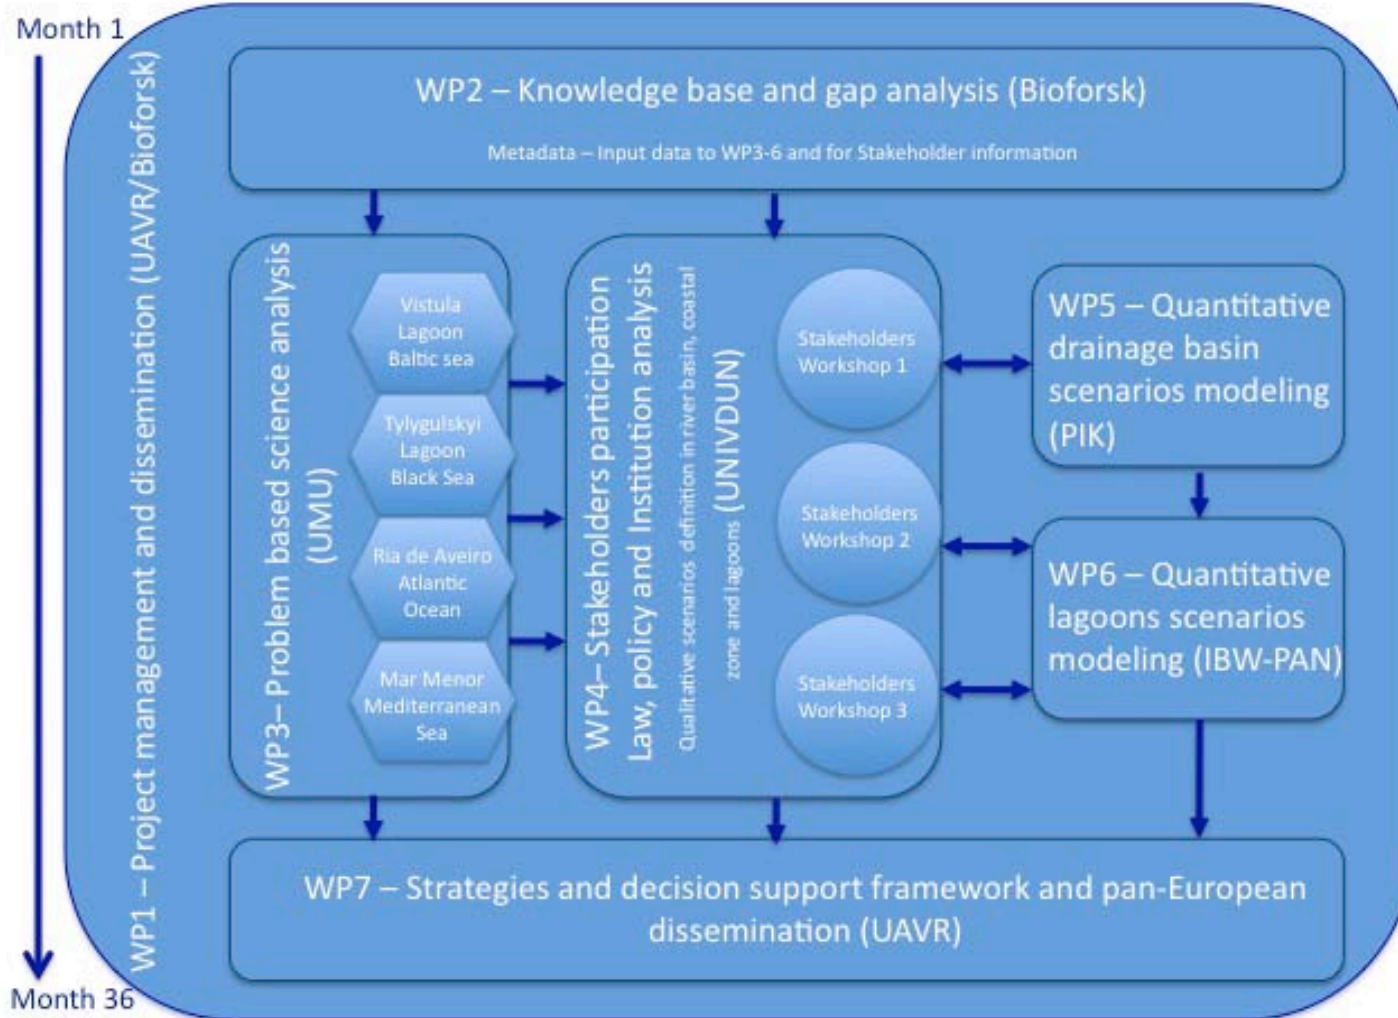 Month 1
WP1 – Project management and dissemination (UAVR/Bioforsk)
WP2 – Knowledge base and gap analysis (Bioforsk)
Metadata – Input data to WP3-6 and for Stakeholder information
WP3– Problem based science analysis
(UMU)
Vistula
Lagoon
Baltic sea
Tylygulskyi
Lagoon
Black Sea
Ria de Aveiro
Atlantic
Ocean
Mar Menor
Mediterranean
Sea
WP4– Stakeholders participation
Law, policy and Institution analysis
Qualitative scenarios definition in river basin, coastal
zone and lagoons (UNIVDUN)
Stakeholders
Workshop 1
Stakeholders
Workshop 2
Stakeholders
Workshop 3
WP5 – Quantitative
drainage basin
scenarios modeling
(PIK)
WP6 – Quantitative
lagoons scenarios
modeling (IBW-PAN)
WP7 – Strategies and decision support framework and pan-European
dissemination (UAVR)
Month 36